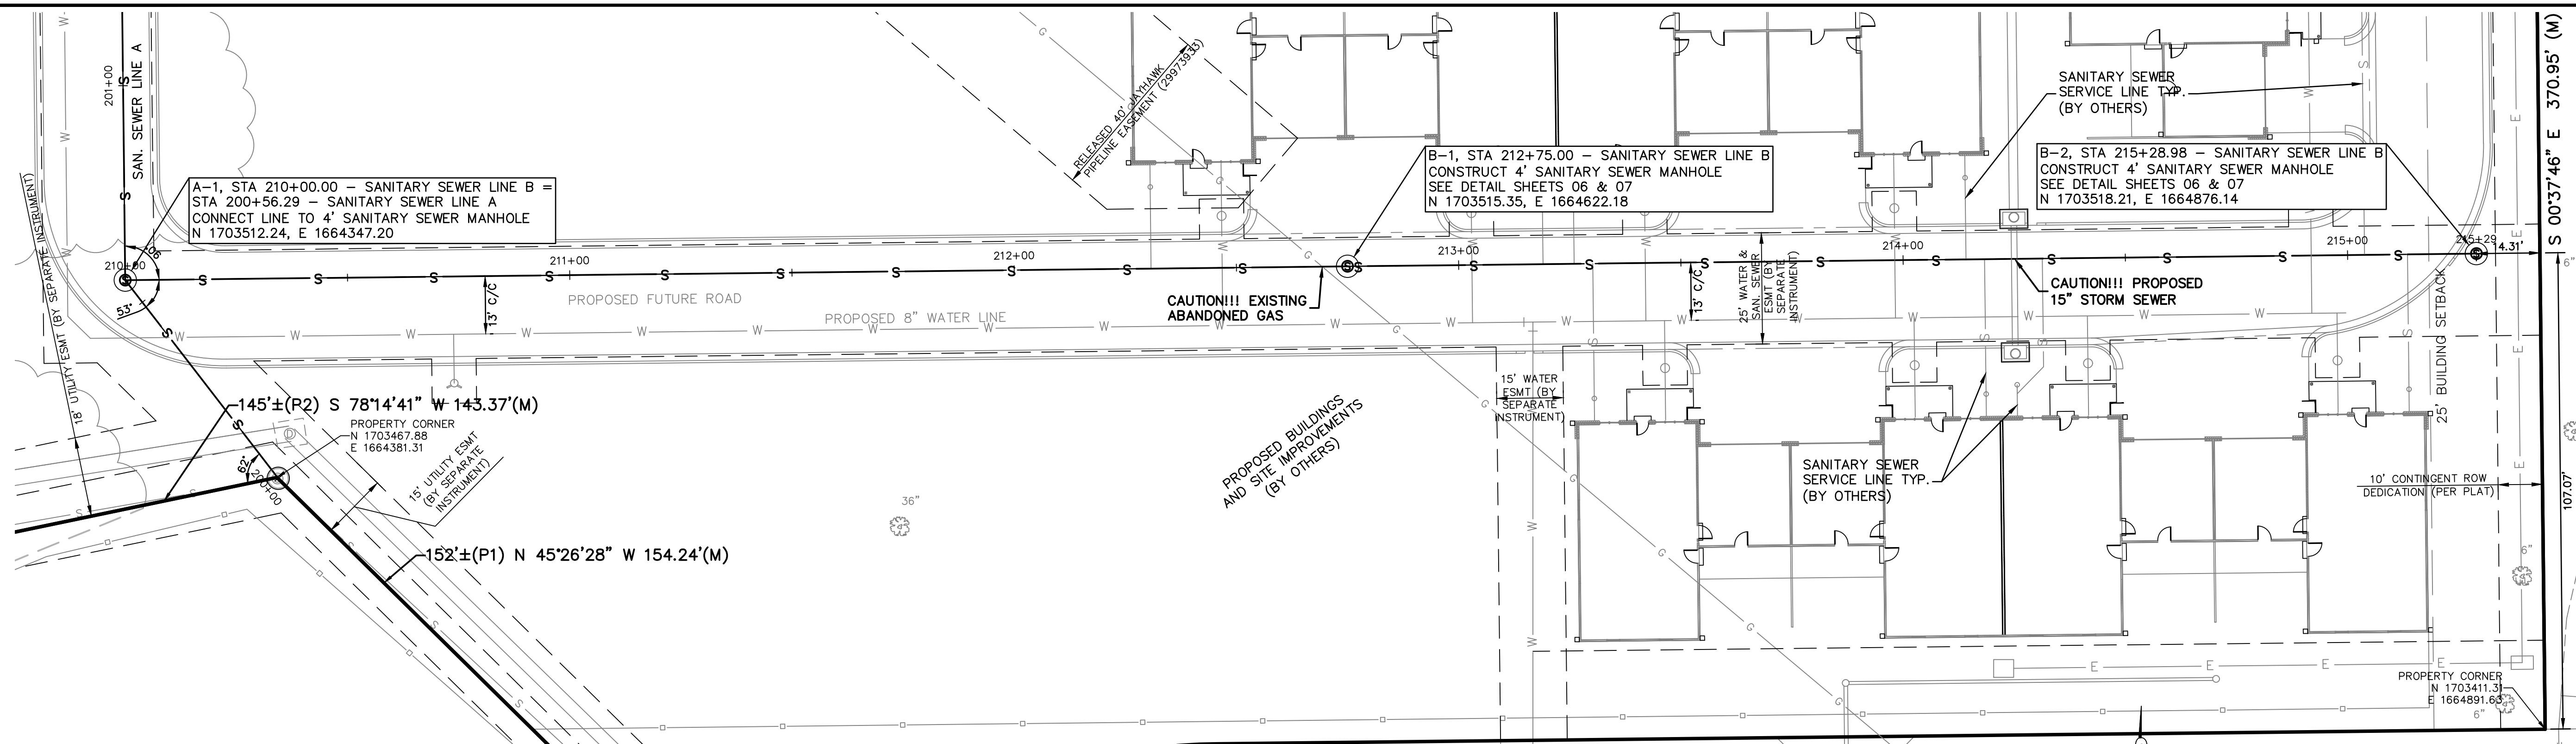 201+00
SAN. SEWER LINE A
A-1, STA 210+00.00 – SANITARY SEWER LINE B =
STA 200+56.29 – SANITARY SEWER LINE A
CONNECT LINE TO 4' SANITARY SEWER MANHOLE
N 1703512.24, E 1664347.20
RELEASED 40' JAYHAWK
PIPELINE EASEMENT (29973933)
B-1, STA 212+75.00 – SANITARY SEWER LINE B
CONSTRUCT 4' SANITARY SEWER MANHOLE
SEE DETAIL SHEETS 06 & 07
N 1703515.35, E 1664622.18
SANITARY SEWER
SERVICE LINE TYP.
(BY OTHERS)
B-2, STA 215+28.98 – SANITARY SEWER LINE B
CONSTRUCT 4' SANITARY SEWER MANHOLE
SEE DETAIL SHEETS 06 & 07
N 1703518.21, E 1664876.14
S 00°37'46" E 370.95' (M)
18' UTILITY ESMT (BY SEPARATE INSTRUMENT)
90°
53°
210+00
211+00
212+00
213+00
214+00
215+00
215+29
14.31'
6"
13' C/C
PROPOSED FUTURE ROAD
PROPOSED 8" WATER LINE
CAUTION!!! EXISTING
ABANDONED GAS
13' C/C
25' WATER &
SAN. SEWER
ESMT (BY
SEPARATE
INSTRUMENT)
CAUTION!!! PROPOSED
15" STORM SEWER
25' BUILDING SETBACK
145'±(P2) S 78°14'41" W 143.37'(M)
PROPERTY CORNER
N 1703467.88
E 1664381.31
62°
200+00
15' UTILITY ESMT
(BY SEPARATE
INSTRUMENT)
152'±(P1) N 45°26'28" W 154.24'(M)
36"
PROPOSED BUILDINGS
AND SITE IMPROVEMENTS
(BY OTHERS)
15' WATER
ESMT (BY
SEPARATE
INSTRUMENT)
SANITARY SEWER
SERVICE LINE TYP.
(BY OTHERS)
10' CONTINGENT ROW
DEDICATION (PER PLAT)
107.07'
6"
PROPERTY CORNER
N 1703411.31
E 1664891.63
6"